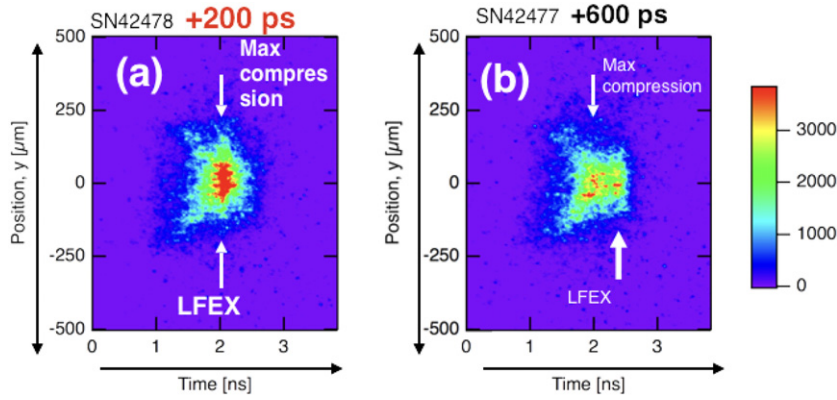 SN42478 +200 ps
(a)
Max
compres
sion
LFEX
Position, y [µm]
500
250
0
-250
-500
0 1 2 3
Time [ns]
SN42477 +600 ps
(b)
Max
compression
LFEX
Position, y [µm]
500
250
0
-250
-500
0 1 2 3
Time [ns]
3000
2000
1000
0